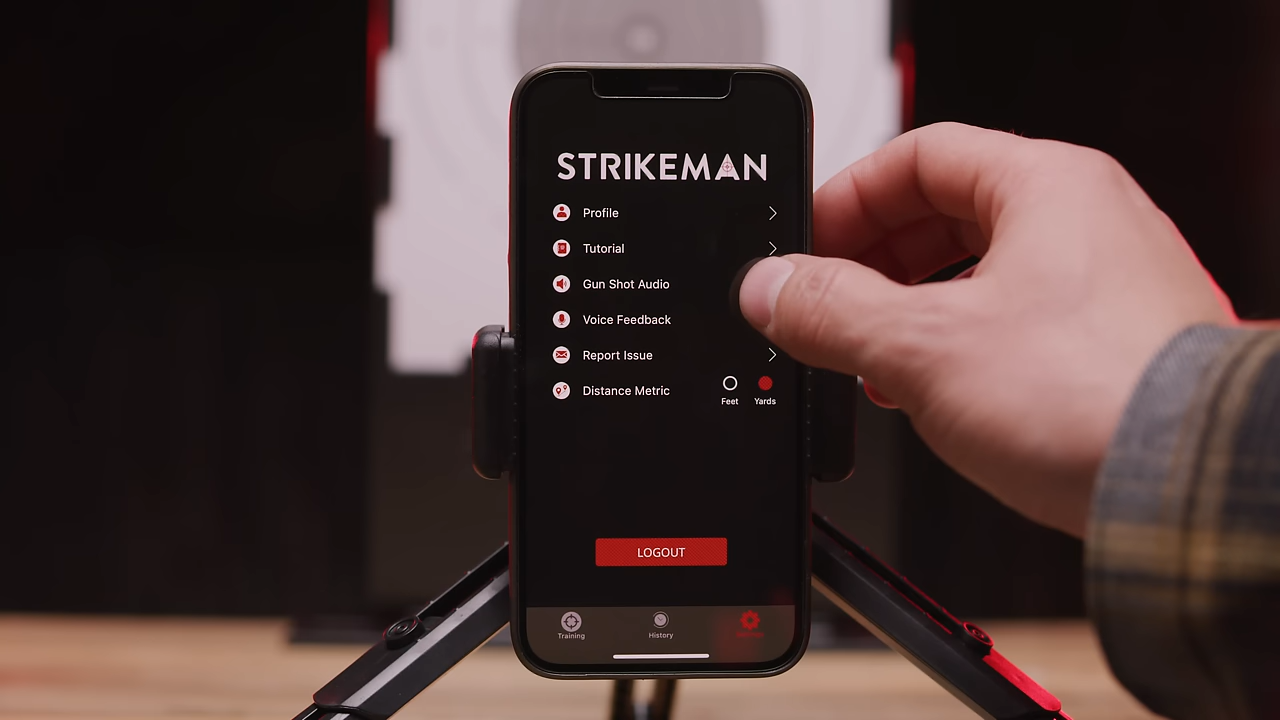 STRIKEMAN
Profile
Tutorial
Gun Shot Audio
Voice Feedback
Report Issue
Distance Metric
Feet Yards
LOGOUT
Training History